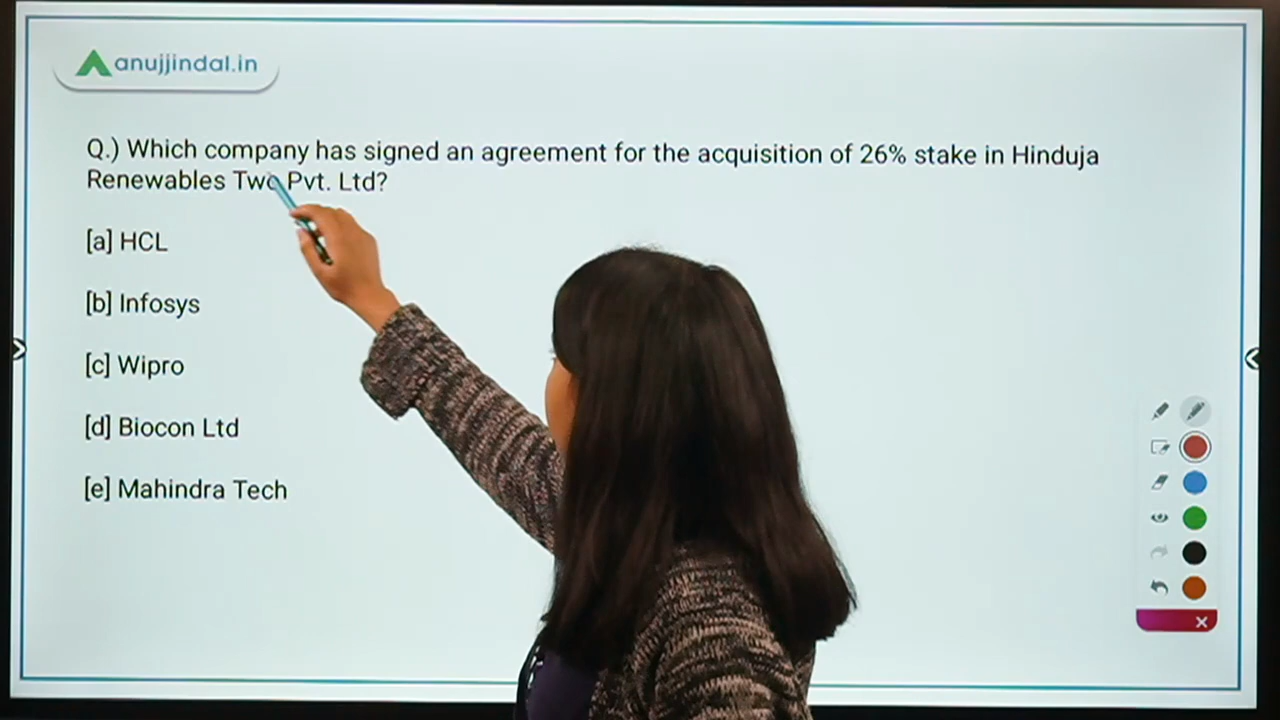 anujjindal.in
Q.) Which company has signed an agreement for the acquisition of 26% stake in Hinduja
Renewables Two Pvt. Ltd?
[a] HCL
[b] Infosys
[c] Wipro
[d] Biocon Ltd
[e] Mahindra Tech